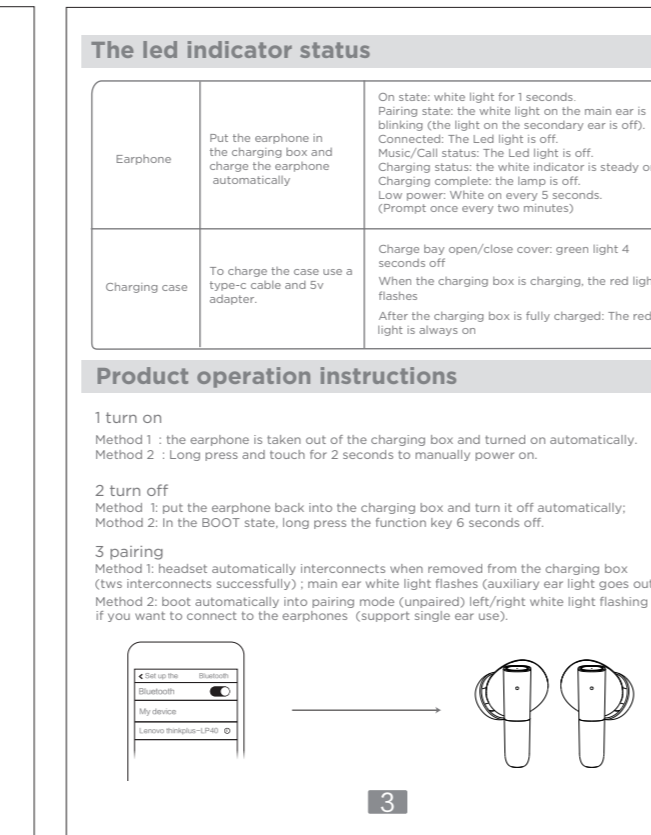 The led indicator status
Earphone
Put the earphone in
the charging box and
charge the earphone
automatically
On state: white light for 1 seconds.
Pairing state: the white light on the main ear is
blinking (the light on the secondary ear is off).
Connected: The Led light is off.
Music/Call status: The Led light is off.
Charging status: the white indicator is steady o
Charging complete: the lamp is off.
Low power: White on every 5 seconds.
(Prompt once every two minutes)
Charging case
To charge the case use a
type-c cable and 5v
adapter.
Charge bay open/close cover: green light 4
seconds off
When the charging box is charging, the red ligh
flashes
After the charging box is fully charged: The red
light is always on
Product operation instructions
1 turn on
Method 1 : the earphone is taken out of the charging box and turned on automatically.
Method 2 : Long press and touch for 2 seconds to manually power on.
2 turn off
Method 1: put the earphone back into the charging box and turn it off automatically;
Mothod 2: In the BOOT state, long press the function key 6 seconds off.
3 pairing
Method 1: headset automatically interconnects when removed from the charging box
(tws interconnects successfully) ; main ear white light flashes (auxiliary ear light goes out
Method 2: boot automatically into pairing mode (unpaired) left/right white light flashing
if you want to connect to the earphones (support single ear use).
Set up the Bluetooth
Bluetooth
My device
Lenovo thinkplus-LP40
3